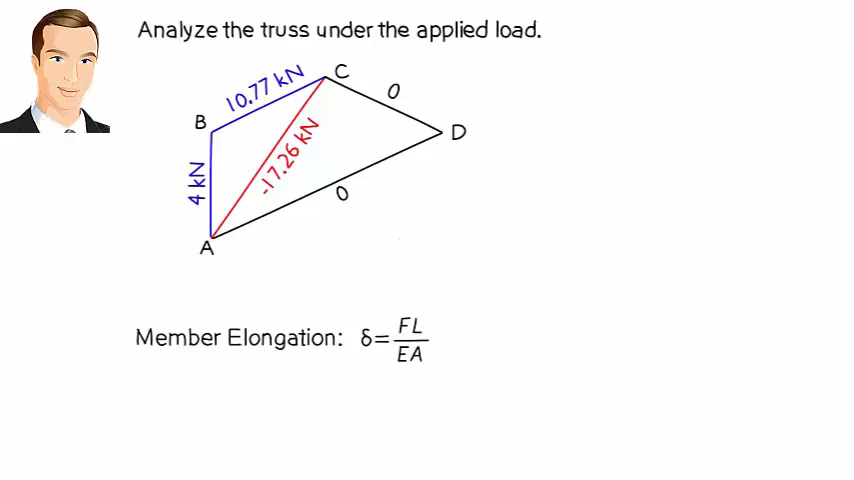 Analyze the truss under the applied load.
10.77 kN
C
0
B
D
-17.26 kN
4 kN
0
A
Member Elongation: δ=FL/EA